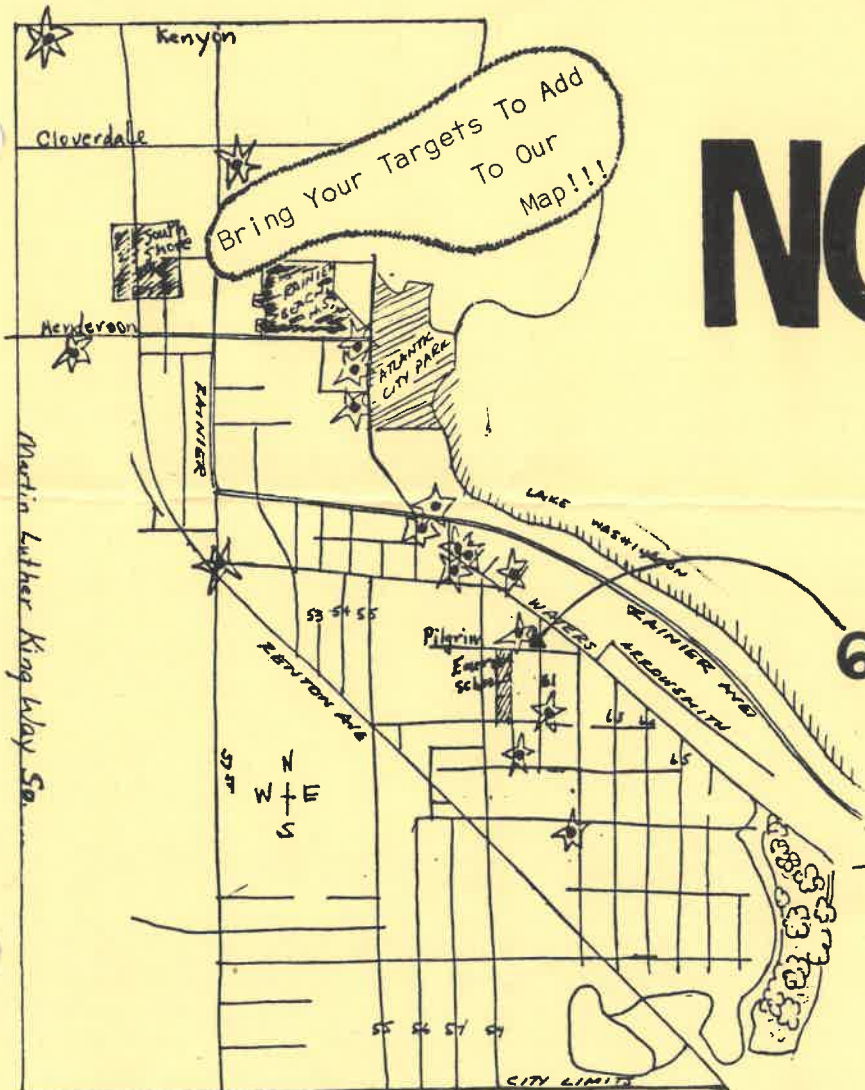 Kenyon
Cloverdale
Bring Your Targets To Add
To Our
Map!!!
NO
South
Shore
RAINIER
BEACH
H.S.
Henderson
ATLANTIC
CITY PARK
RAINIER
Martin Luther King Way So.
LAKE WASHINGTON
WATERS
RAINIER AVE
ARROWSMITH
6
53 54 55
Pilgrim
Emerson
School
61
RENTON AVE
63 64
65
N
W E
S
55 56 57 59
CITY LIMITS